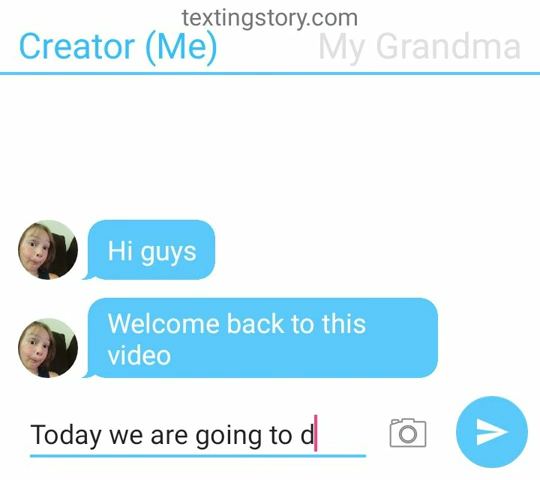 textingstory.com
Creator (Me) My Grandma
Hi guys
Welcome back to this
video
Today we are going to d